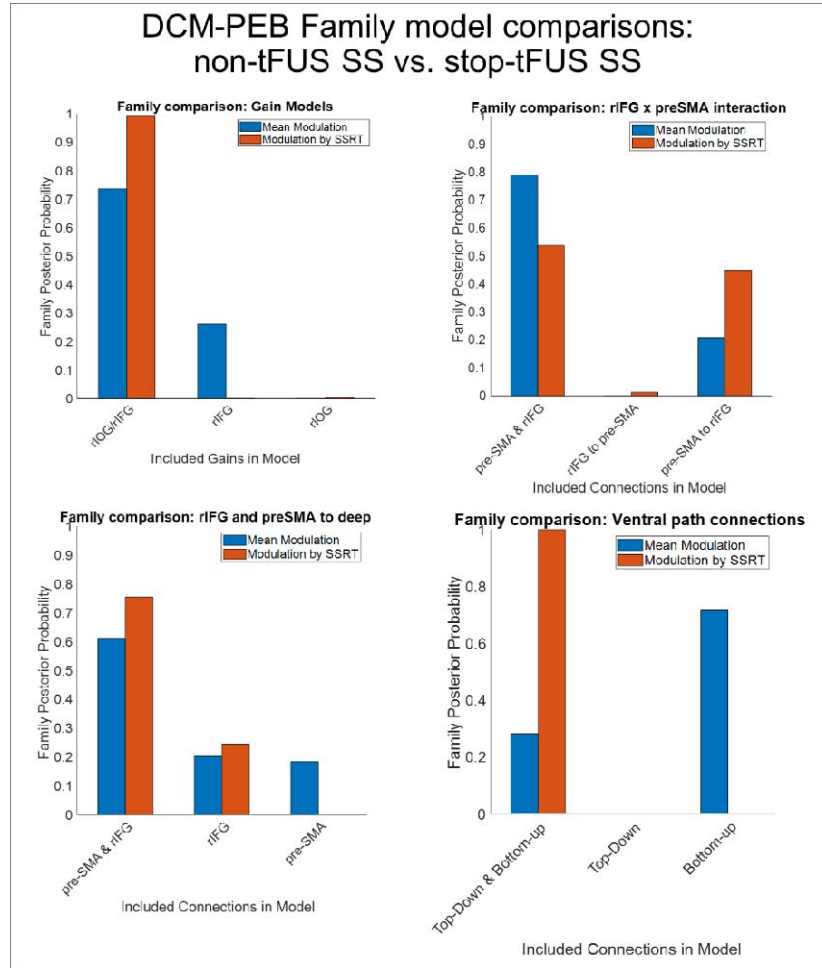 DCM-PEB Family model comparisons:
non-tFUS SS vs. stop-tFUS SS
Family comparison: Gain Models
Mean Modulation
Modulation by SSRT
Family Posterior Probability
1
0.9
0.8
0.7
0.6
0.5
0.4
0.3
0.2
0.1
0
rIOG/rIFG
rIFG
rIOG
Included Gains in Model
Family comparison: rIFG x preSMA interaction
Mean Modulation
Modulation by SSRT
Family Posterior Probability
1
0.9
0.8
0.7
0.6
0.5
0.4
0.3
0.2
0.1
0
pre-SMA & rIFG
rIFG to pre-SMA
pre-SMA to rIFG
Included Connections in Model
Family comparison: rIFG and preSMA to deep
Mean Modulation
Modulation by SSRT
Family Posterior Probability
1
0.9
0.8
0.7
0.6
0.5
0.4
0.3
0.2
0.1
0
pre-SMA & rIFG
rIFG
pre-SMA
Included Connections in Model
Family comparison: Ventral path connections
Mean Modulation
Modulation by SSRT
Family Posterior Probability
1
0.8
0.6
0.4
0.2
0
Top-Down & Bottom-up
Top-Down
Bottom-up
Included Connections in Model